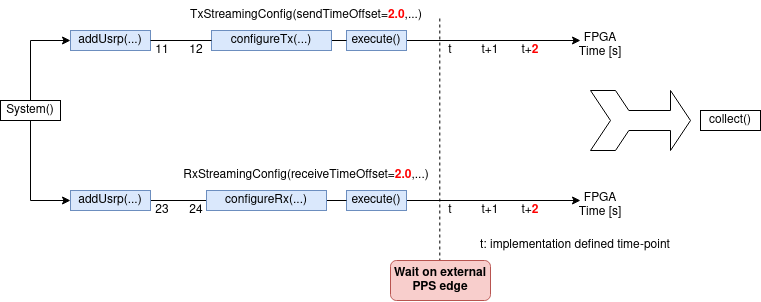 TxStreamingConfig(sendTimeOffset=2.0,...)
addUsrp(...)
11
12
configureTx(...)
execute()
t
t+1
t+2
FPGA
Time [s]
System()
collect()
RxStreamingConfig(receiveTimeOffset=2.0,...)
addUsrp(...)
23
24
configureRx(...)
execute()
t
t+1
t+2
FPGA
Time [s]
t: implementation defined time-point
Wait on external
PPS edge